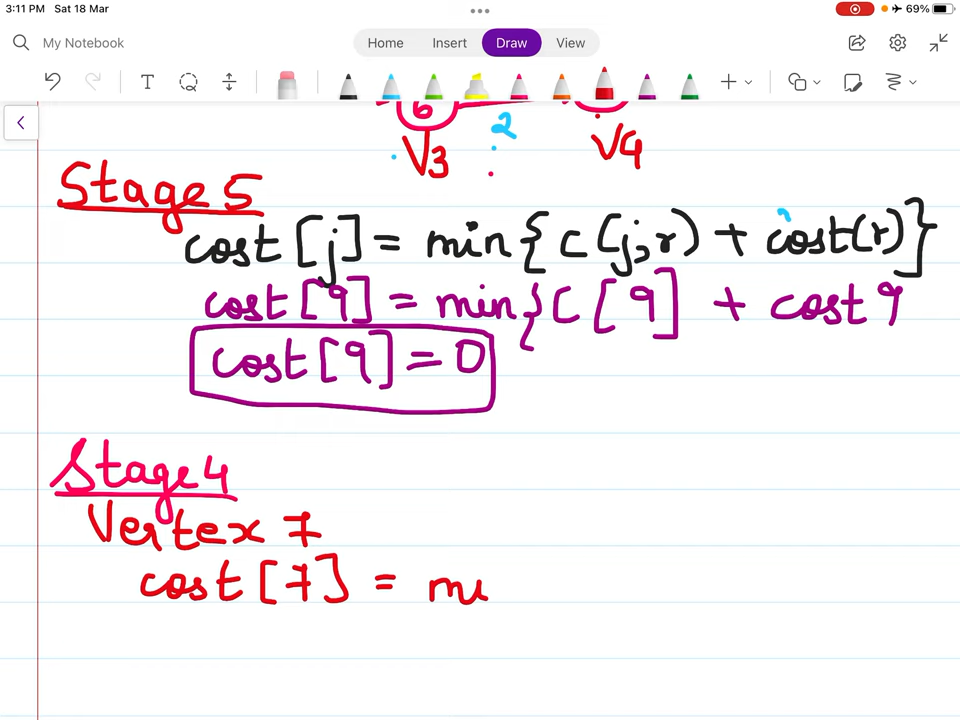 3:11 PM Sat 18 Mar
69%
My Notebook
Home Insert Draw View
T
6
2
V3
V4
Stage 5
cost [j] = min{ c (j,r) + cost(r)}
cost [9] = min{ C [9] + cost 9
cost [9] = 0
Stage 4
Vertex 7
cost [7] =